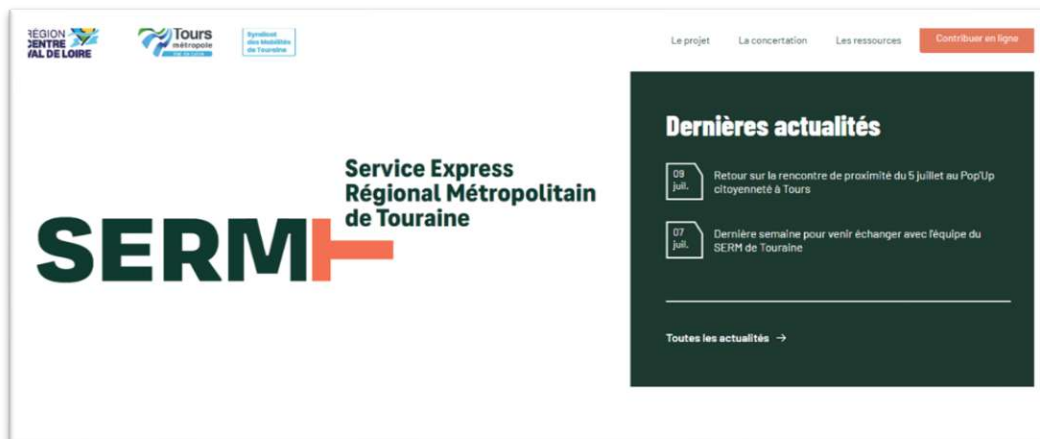 RÉGION
CENTRE
VAL DE LOIRE
Tours
métropole
Val de Loire
Syndicat
des Mobilités
de Touraine
Le projet
La concertation
Les ressources
Contribuer en ligne
SERM
Service Express
Régional Métropolitain
de Touraine
Dernières actualités
09
juil.
Retour sur la rencontre de proximité du 5 juillet au Pop'Up
citoyenneté à Tours
07
juil.
Dernière semaine pour venir échanger avec l'équipe du
SERM de Touraine
Toutes les actualités →